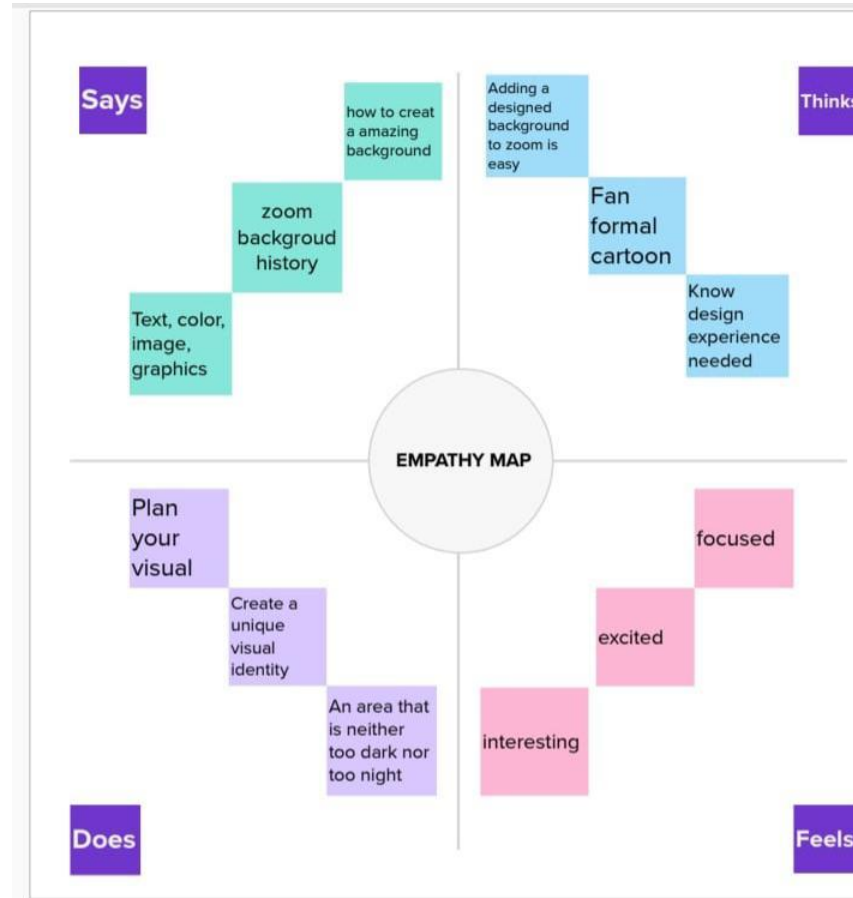 Says
how to creat
a amazing
background
zoom
backgroud
history
Text, color,
image,
graphics
Adding a
designed
background
to zoom is
easy
Thinks
Fan
formal
cartoon
Know
design
experience
needed
EMPATHY MAP
Plan
your
visual
Create a
unique
visual
identity
An area that
is neither
too dark nor
too night
Does
focused
excited
interesting
Feels